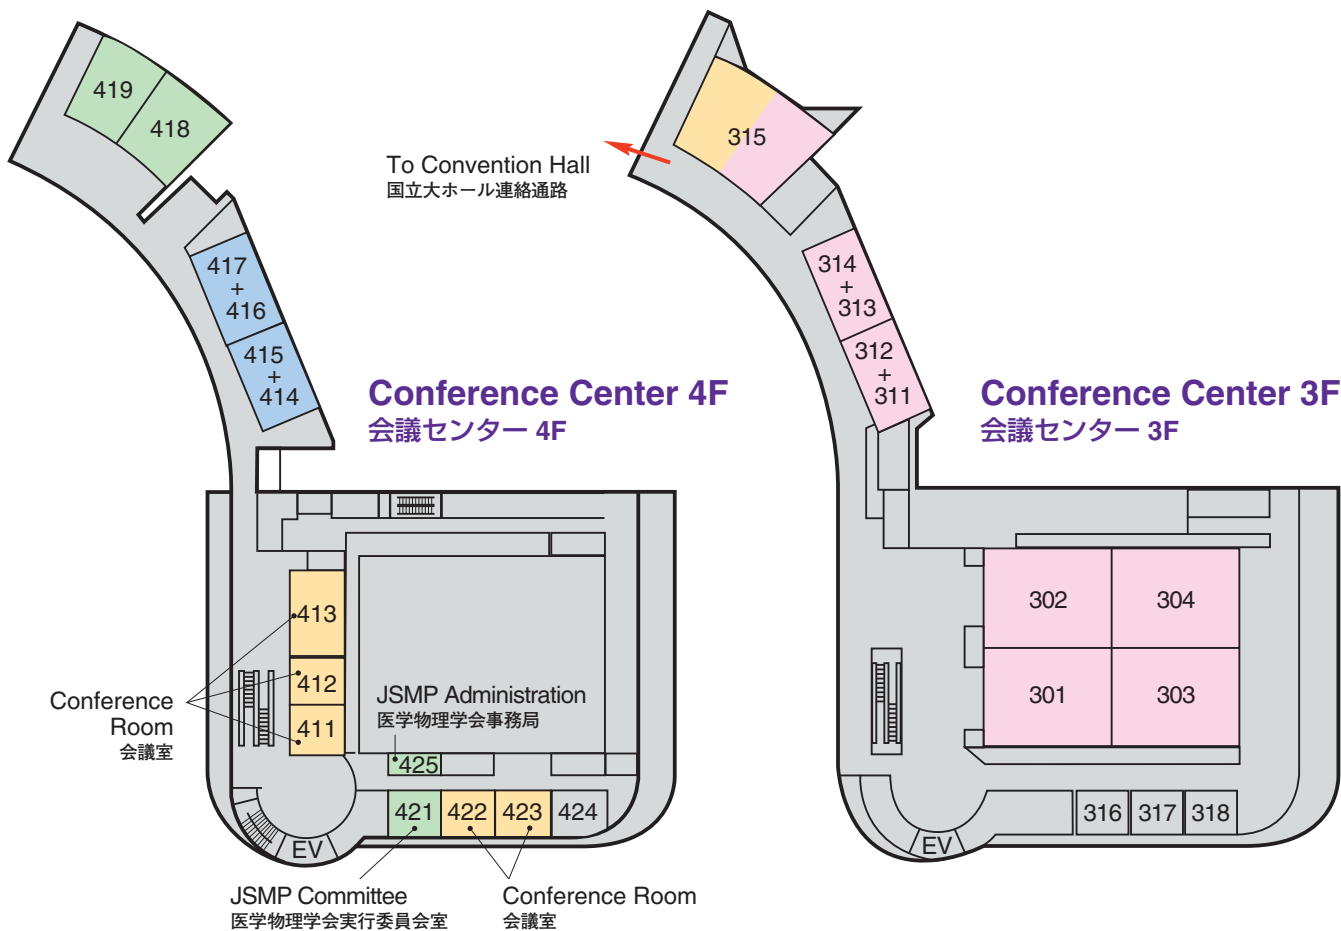 419
418
417
+
416
415
+
414
Conference Center 4F
会議センター 4F
413
412
411
Conference
Room
会議室
JSMP Administration
医学物理学会事務局
425
421
422
423
424
EV
JSMP Committee
医学物理学会実行委員会室
Conference Room
会議室
To Convention Hall
国立大ホール連絡通路
315
314
+
313
312
+
311
Conference Center 3F
会議センター 3F
302
304
301
303
316
317
318
EV